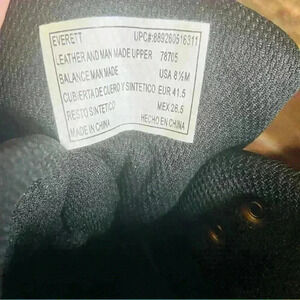 EVERETT UPC#:889260516311
LEATHER AND MAN MADE UPPER 76705
BALANCE MAN MADE USA 8½M
CUBIERTA DE CUERO Y SINTETICO EUR 41.5
RESTO SINTETICO MEX 26.5
MADE IN CHINA HECHO EN CHINA